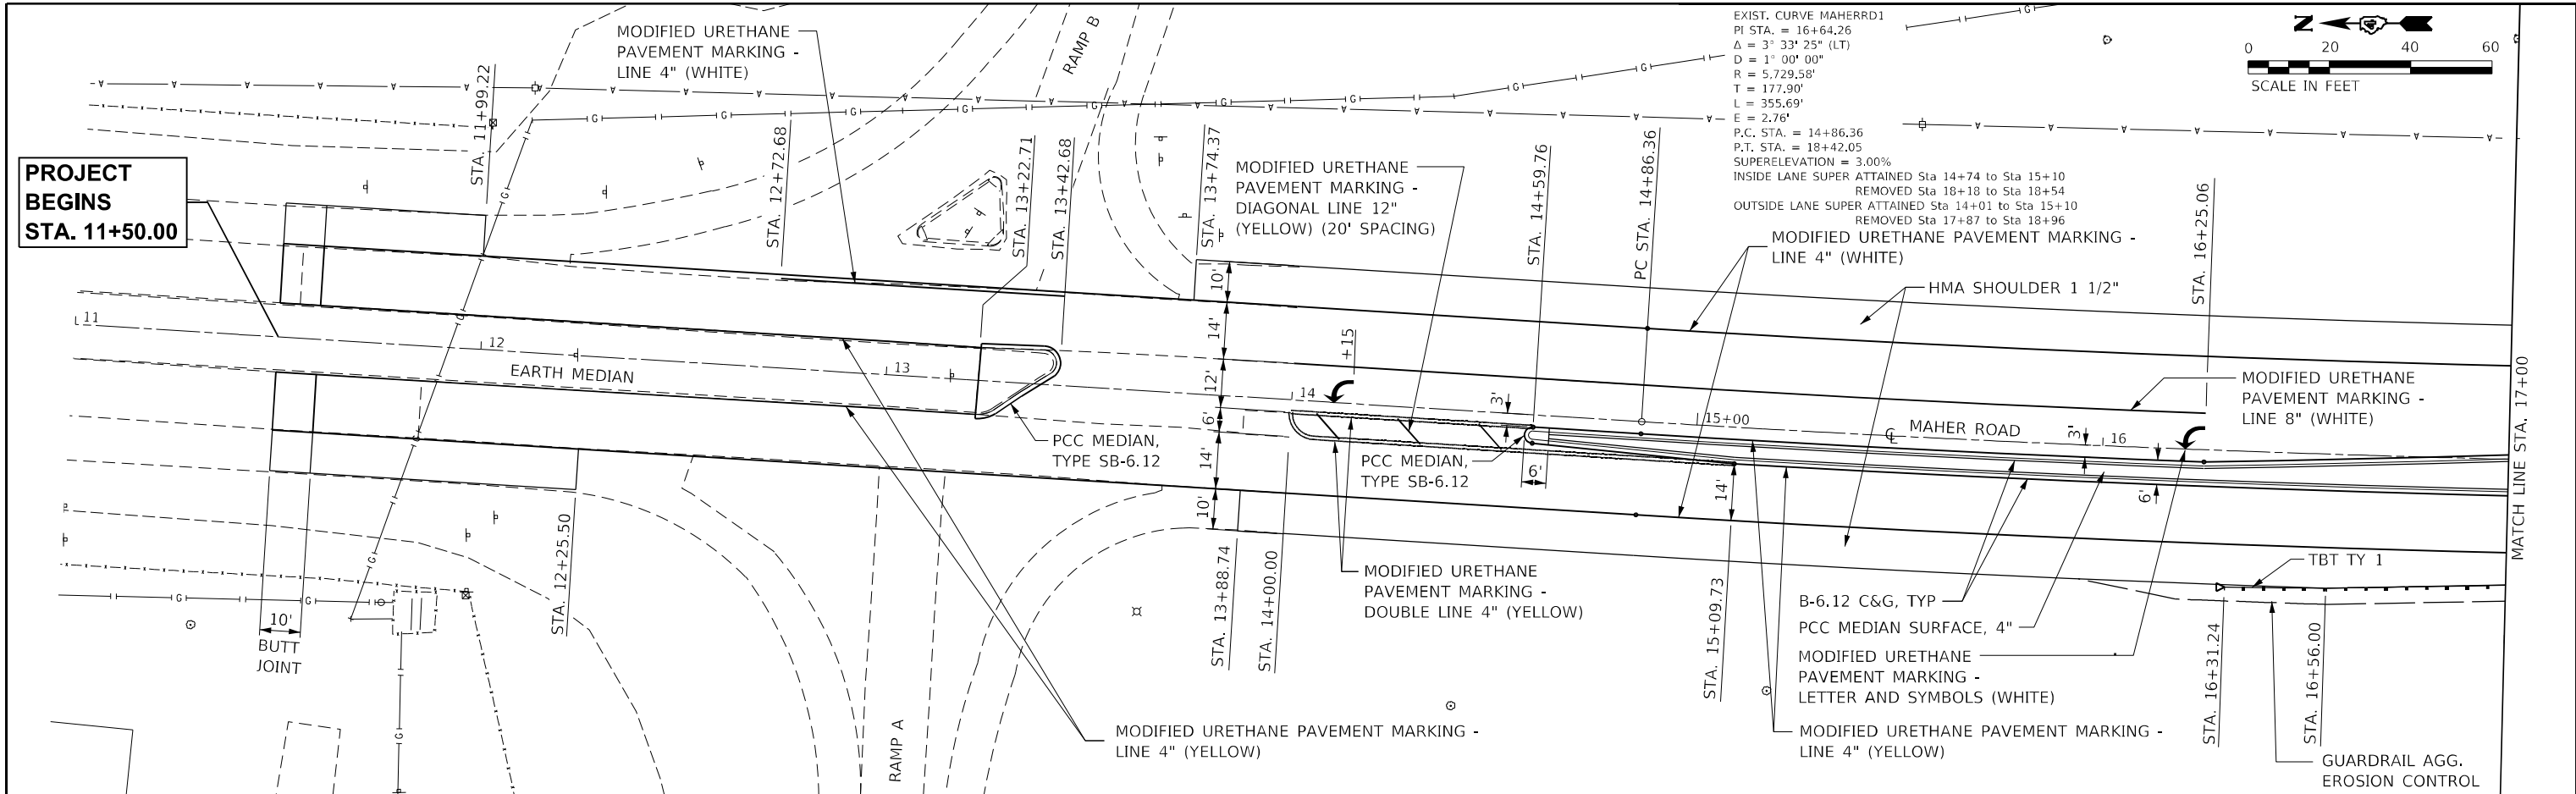 MODIFIED URETHANE
PAVEMENT MARKING -
LINE 4" (WHITE)
RAMP B
EXIST. CURVE MAHERRD1
PI STA. = 16+64.26
Δ = 3° 33' 25" (LT)
D = 1° 00' 00"
R = 5,729.58'
T = 177.90'
L = 355.69'
E = 2.76'
P.C. STA. = 14+86.36
P.T. STA. = 18+42.05
SUPERELEVATION = 3.00%
INSIDE LANE SUPER ATTAINED Sta 14+74 to Sta 15+10
REMOVED Sta 18+18 to Sta 18+54
OUTSIDE LANE SUPER ATTAINED Sta 14+01 to Sta 15+10
REMOVED Sta 17+87 to Sta 18+96
N
0 20 40 60
SCALE IN FEET
PROJECT
BEGINS
STA. 11+50.00
STA. 11+99.22
STA. 12+72.68
STA. 13+22.71
STA. 13+42.68
STA. 13+74.37
MODIFIED URETHANE
PAVEMENT MARKING -
DIAGONAL LINE 12"
(YELLOW) (20' SPACING)
STA. 14+59.76
PC STA. 14+86.36
MODIFIED URETHANE PAVEMENT MARKING -
LINE 4" (WHITE)
HMA SHOULDER 1 1/2"
STA. 16+25.06
11
12
13
14
15+00
16
EARTH MEDIAN
10'
14'
12'
6'
14'
10'
+15
3'
MAHER ROAD
3'
6'
MODIFIED URETHANE
PAVEMENT MARKING -
LINE 8" (WHITE)
MATCH LINE STA. 17+00
PCC MEDIAN,
TYPE SB-6.12
PCC MEDIAN,
TYPE SB-6.12
6'
14'
10'
BUTT
JOINT
STA. 12+25.50
STA. 13+88.74
STA. 14+00.00
MODIFIED URETHANE
PAVEMENT MARKING -
DOUBLE LINE 4" (YELLOW)
STA. 15+09.73
B-6.12 C&G, TYP
PCC MEDIAN SURFACE, 4"
MODIFIED URETHANE
PAVEMENT MARKING -
LETTER AND SYMBOLS (WHITE)
MODIFIED URETHANE PAVEMENT MARKING -
LINE 4" (YELLOW)
TBT TY 1
STA. 16+31.24
STA. 16+56.00
GUARDRAIL AGG.
EROSION CONTROL
RAMP A
MODIFIED URETHANE PAVEMENT MARKING -
LINE 4" (YELLOW)